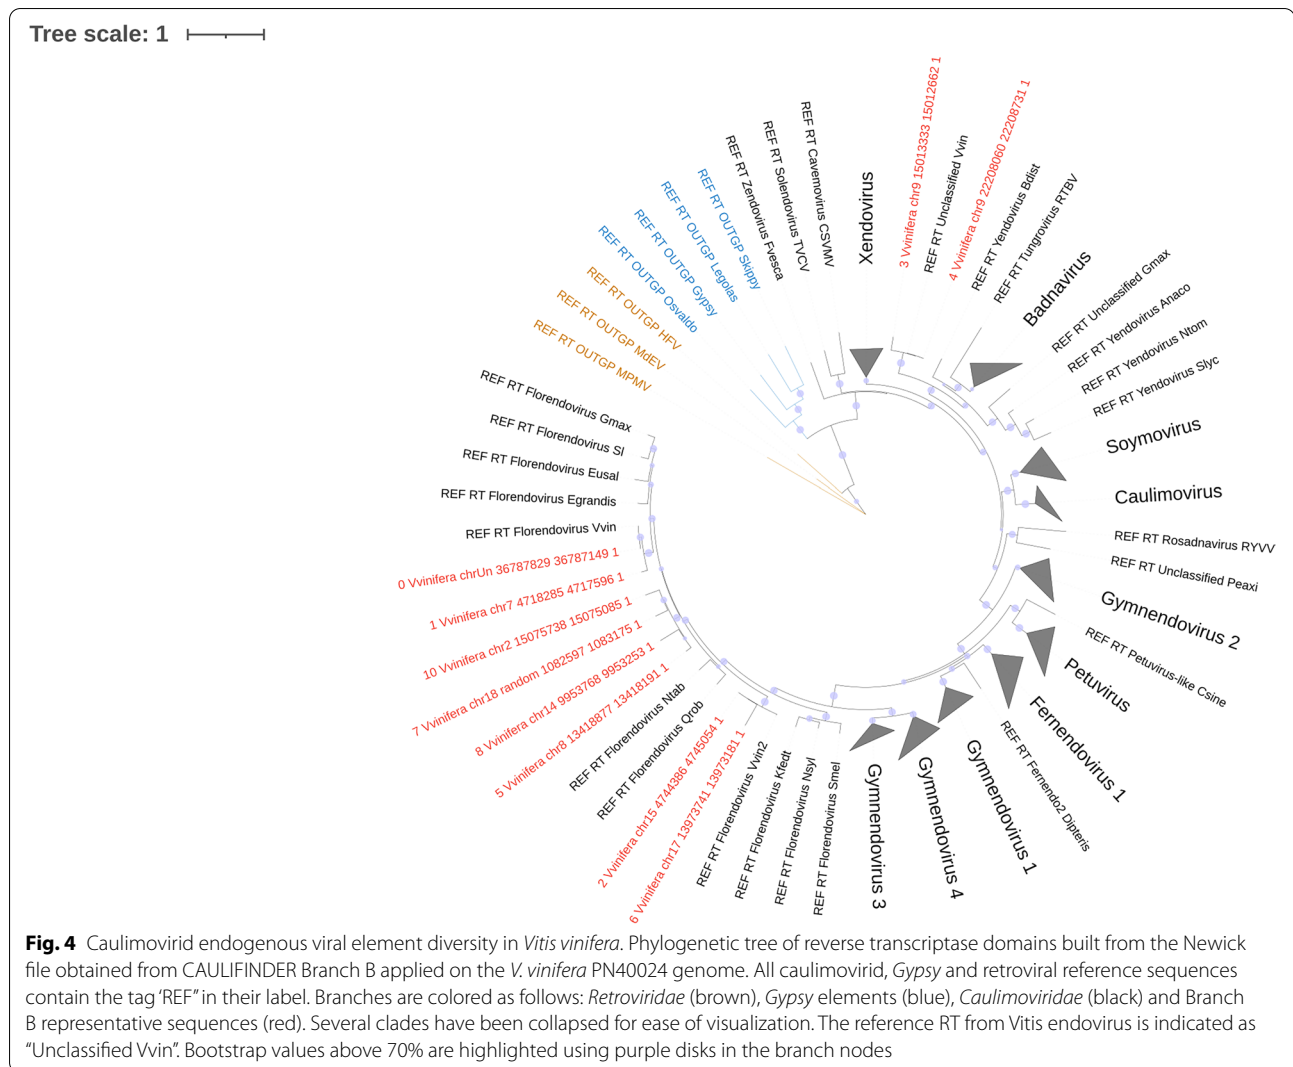 Tree scale: 1
REF RT Cavemovirus CSVMV
REF RT Solendovirus TVCV
REF RT Zendovirus Fvesca
REF RT OUTGP Skippy
REF RT OUTGP Legolas
REF RT OUTGP Gypsy
REF RT OUTGP Osvaldo
REF RT OUTGP HFV
REF RT OUTGP MdEV
REF RT OUTGP MPMV
REF RT Florendovirus Gmax
REF RT Florendovirus Sl
REF RT Florendovirus Eusal
REF RT Florendovirus Egrandis
REF RT Florendovirus Vvin
0 Vvinifera chrUn 36787829 36787149 1
1 Vvinifera chr7 4718285 4717596 1
10 Vvinifera chr2 15075738 15075085 1
7 Vvinifera chr18 random 1082597 1083175 1
8 Vvinifera chr14 9953768 9953253 1
5 Vvinifera chr8 13418877 13418191 1
REF RT Florendovirus Ntab
REF RT Florendovirus Qrob
2 Vvinifera chr15 4744386 4745054 1
6 Vvinifera chr17 13973741 13973181 1
REF RT Florendovirus Vvin2
REF RT Florendovirus Kfedt
REF RT Florendovirus Nsyl
REF RT Florendovirus Smel
Gymnendovirus 3
Gymnendovirus 4
Gymnendovirus 1
REF RT Fernendo2 Dipteris
Fernendovirus 1
Petuvirus
REF RT Petuvirus-like Csine
Gymnendovirus 2
REF RT Unclassified Peaxi
REF RT Rosadnavirus RYVV
Caulimovirus
Soymovirus
REF RT Yendovirus Slyc
REF RT Yendovirus Ntom
REF RT Yendovirus Anaco
REF RT Unclassified Gmax
Badnavirus
REF RT Tungrovirus RTBV
REF RT Yendovirus Bdist
4 Vvinifera chr9 22208060 22208731 1
REF RT Unclassified Vvin
3 Vvinifera chr9 15013333 15012662 1
Xendovirus
Fig. 4 Caulimovirid endogenous viral element diversity in Vitis vinifera. Phylogenetic tree of reverse transcriptase domains built from the Newick
file obtained from CAULIFINDER Branch B applied on the V. vinifera PN40024 genome. All caulimovirid, Gypsy and retroviral reference sequences
contain the tag ‘REF” in their label. Branches are colored as follows: Retroviridae (brown), Gypsy elements (blue), Caulimoviridae (black) and Branch
B representative sequences (red). Several clades have been collapsed for ease of visualization. The reference RT from Vitis endovirus is indicated as
“Unclassified Vvin”. Bootstrap values above 70% are highlighted using purple disks in the branch nodes